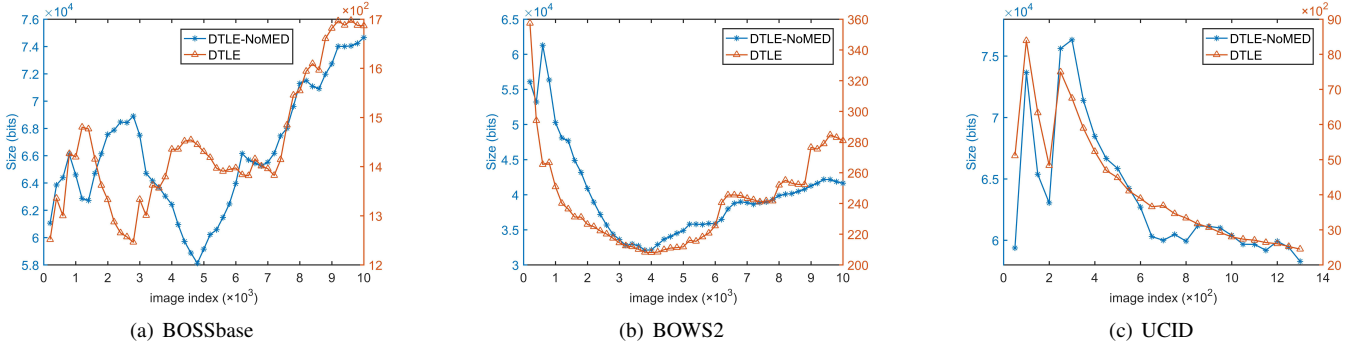 ×10⁴
×10²
7.6
7.4
7.2
7
6.8
6.6
6.4
6.2
6
5.8
Size (bits)
17
16
15
14
13
12
DTLE-NoMED
DTLE
0 1 2 3 4 5 6 7 8 9 10
image index (×10³)
(a) BOSSbase
×10⁴
6.5
6
5.5
5
4.5
4
3.5
3
Size (bits)
360
340
320
300
280
260
240
220
200
DTLE-NoMED
DTLE
0 1 2 3 4 5 6 7 8 9 10
image index (×10³)
(b) BOWS2
×10⁴
×10²
7.5
7
6.5
6
Size (bits)
90
80
70
60
50
40
30
20
DTLE-NoMED
DTLE
0 2 4 6 8 10 12 14
image index (×10²)
(c) UCID